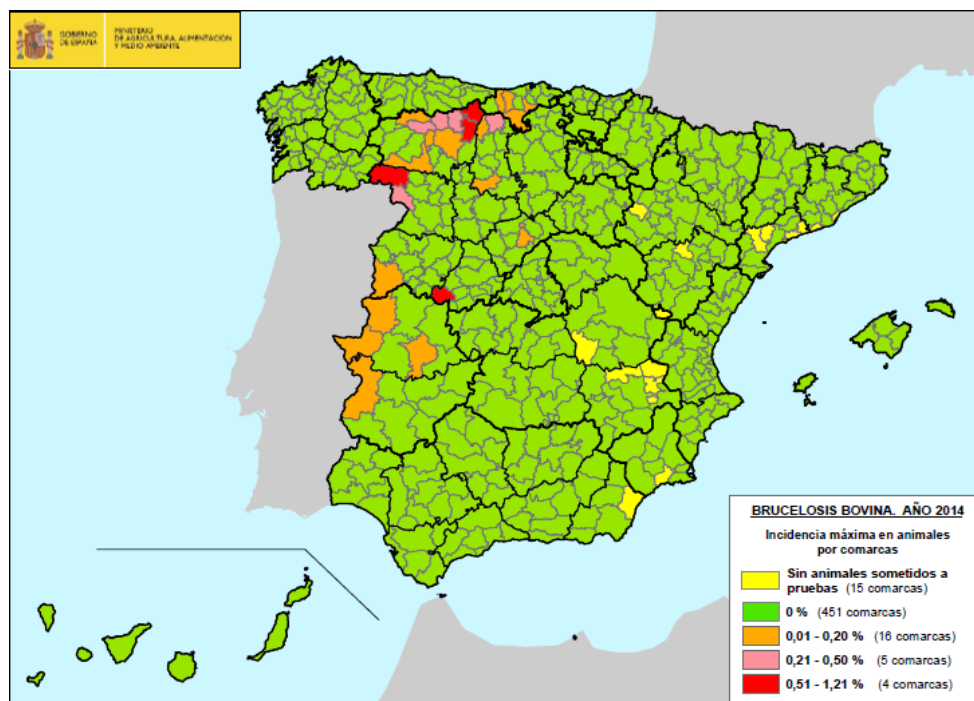 GOBIERNO
DE ESPAÑA
MINISTERIO
DE AGRICULTURA, ALIMENTACIÓN
Y MEDIO AMBIENTE
BRUCELOSIS BOVINA. AÑO 2014
Incidencia máxima en animales
por comarcas
Sin animales sometidos a
pruebas (15 comarcas)
0 % (451 comarcas)
0,01 - 0,20 % (16 comarcas)
0,21 - 0,50 % (5 comarcas)
0,51 - 1,21 % (4 comarcas)